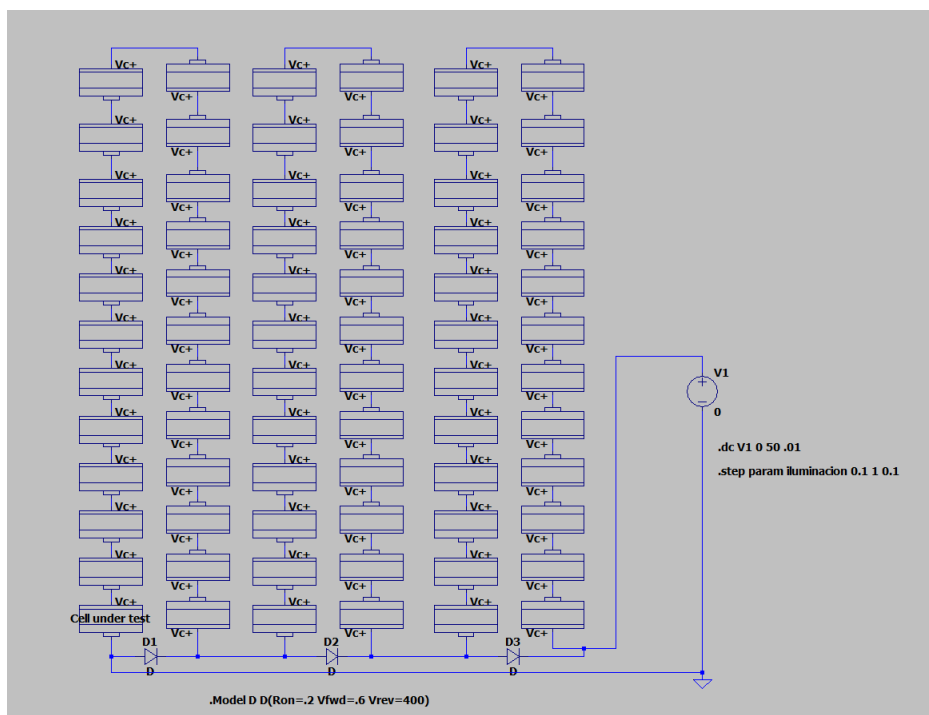 Vc+ Vc+ Vc+
Vc+ Vc+ Vc+
Vc+ Vc+ Vc+
Vc+ Vc+ Vc+
Vc+ Vc+ Vc+
Vc+ Vc+ Vc+
Vc+ Vc+ Vc+
Vc+ Vc+ Vc+
Vc+ Vc+ Vc+
Vc+ Vc+ Vc+
Vc+ Vc+ Vc+
Vc+ Vc+ Vc+
Vc+ Vc+ Vc+
V1
Vc+ Vc+ Vc+
Vc+ Vc+ Vc+
0
Vc+ Vc+ Vc+
.dc V1 0 50 .01
Vc+ Vc+ Vc+
.step param iluminacion 0.1 1 0.1
Vc+ Vc+ Vc+
Vc+ Vc+ Vc+
Vc+ Vc+ Vc+
Vc+ Vc+ Vc+
Vc+ Vc+ Vc+
Vc+ Vc+ Vc+
Cell under test
Vc+ Vc+ Vc+
D1 D2 D3
D D D
.Model D D(Ron=.2 Vfwd=.6 Vrev=400)